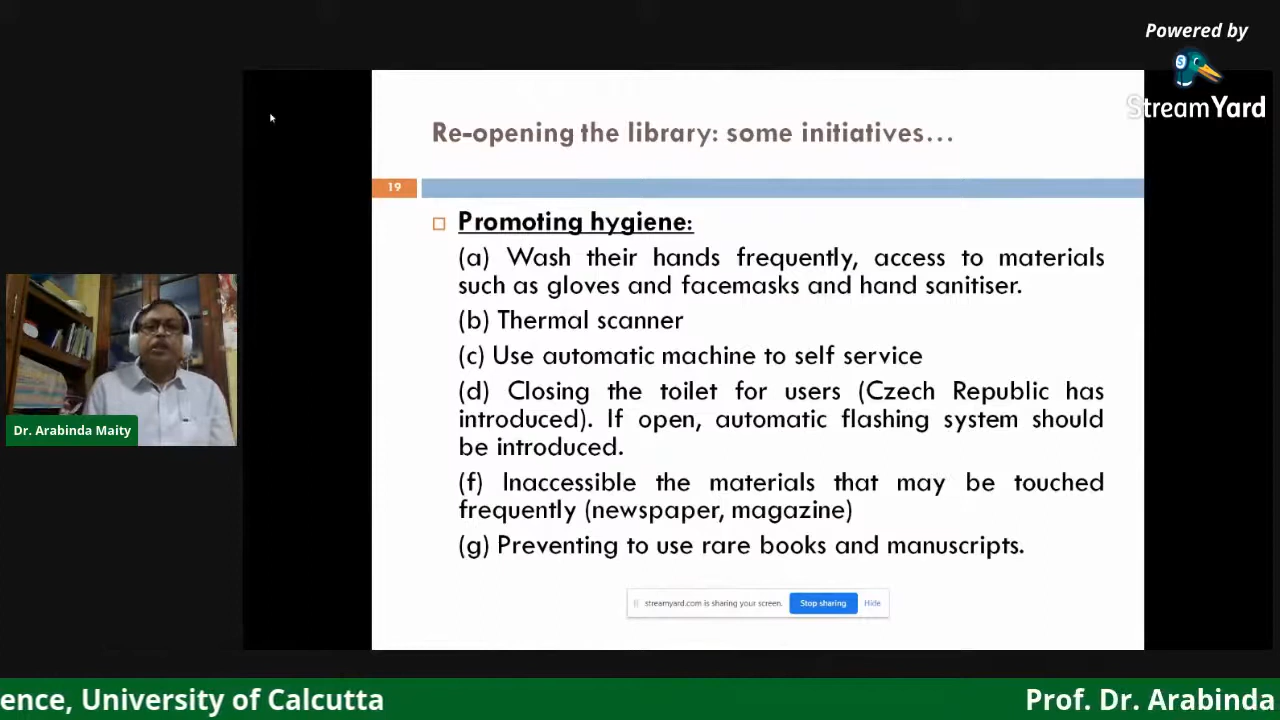 Powered by
StreamYard
Re-opening the library: some initiatives...
19
Promoting hygiene:
(a) Wash their hands frequently, access to materials
such as gloves and facemasks and hand sanitiser.
(b) Thermal scanner
(c) Use automatic machine to self service
(d) Closing the toilet for users (Czech Republic has
introduced). If open, automatic flashing system should
be introduced.
(f) Inaccessible the materials that may be touched
frequently (newspaper, magazine)
(g) Preventing to use rare books and manuscripts.
Dr. Arabinda Maity
streamyard.com is sharing your screen. Stop sharing Hide
ence, University of Calcutta Prof. Dr. Arabinda